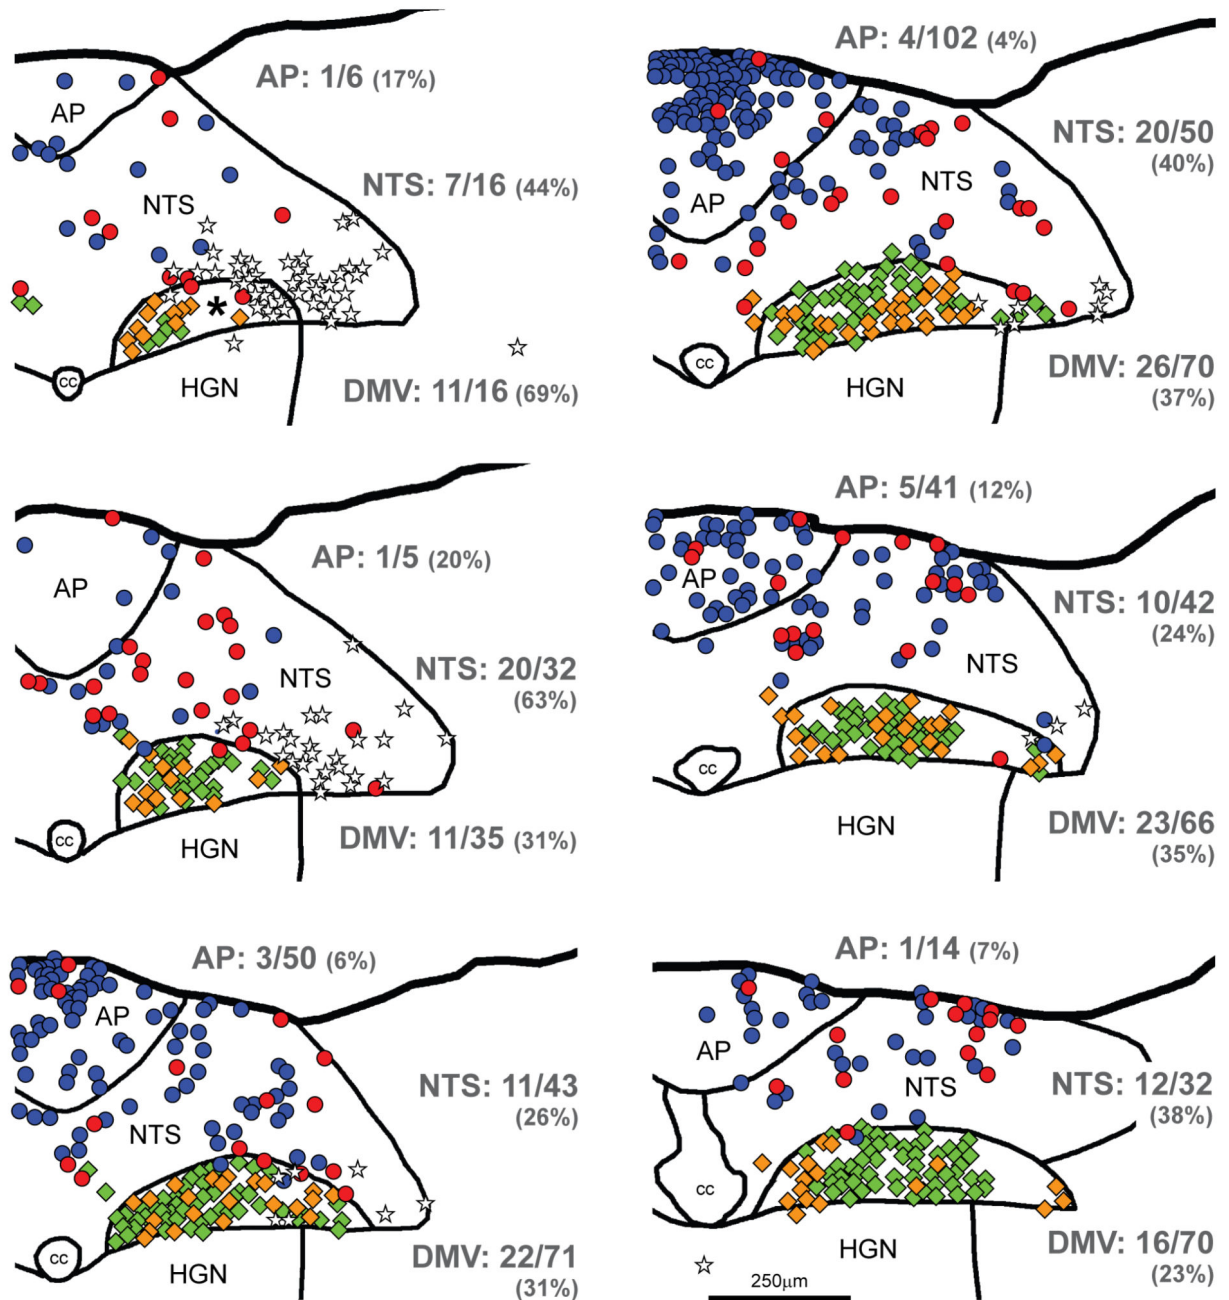 AP: 1/6 (17%)
AP
NTS: 7/16 (44%)
NTS
*
cc
HGN
DMV: 11/16 (69%)
AP: 4/102 (4%)
NTS: 20/50
(40%)
NTS
AP
cc
HGN
DMV: 26/70
(37%)
AP: 1/5 (20%)
AP
NTS: 20/32
(63%)
NTS
cc
HGN
DMV: 11/35 (31%)
AP: 5/41 (12%)
AP
NTS: 10/42
(24%)
NTS
cc
HGN
DMV: 23/66
(35%)
AP: 3/50 (6%)
AP
NTS: 11/43
(26%)
NTS
cc
HGN
DMV: 22/71
(31%)
AP: 1/14 (7%)
AP
NTS: 12/32
(38%)
NTS
cc
HGN
DMV: 16/70
(23%)
250µm